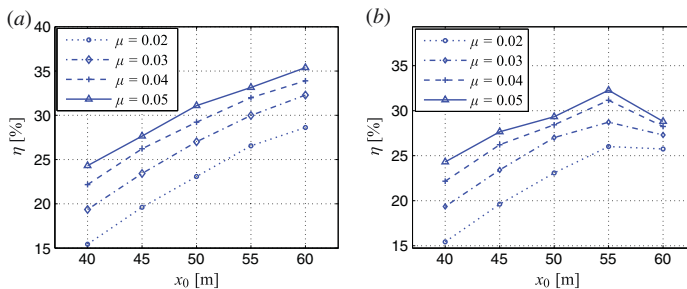 (a)
μ = 0.02
μ = 0.03
μ = 0.04
μ = 0.05
40
35
30
25
20
15
η [%]
40 45 50 55 60
x₀ [m]
(b)
μ = 0.02
μ = 0.03
μ = 0.04
μ = 0.05
35
30
25
20
15
η [%]
40 45 50 55 60
x₀ [m]